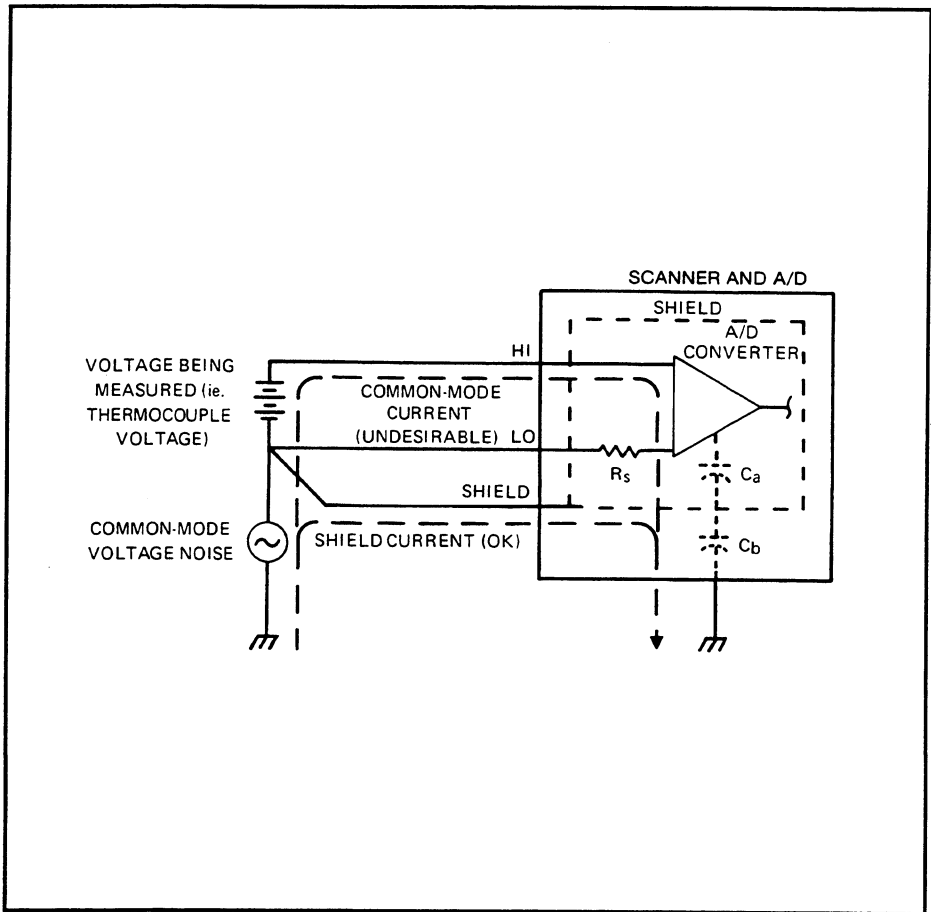 SCANNER AND A/D
SHIELD
A/D
CONVERTER
HI
VOLTAGE BEING
MEASURED (ie.
THERMOCOUPLE
VOLTAGE)
COMMON-MODE
CURRENT
(UNDESIRABLE) LO
Rs
Ca
SHIELD
COMMON-MODE
VOLTAGE NOISE
SHIELD CURRENT (OK)
Cb